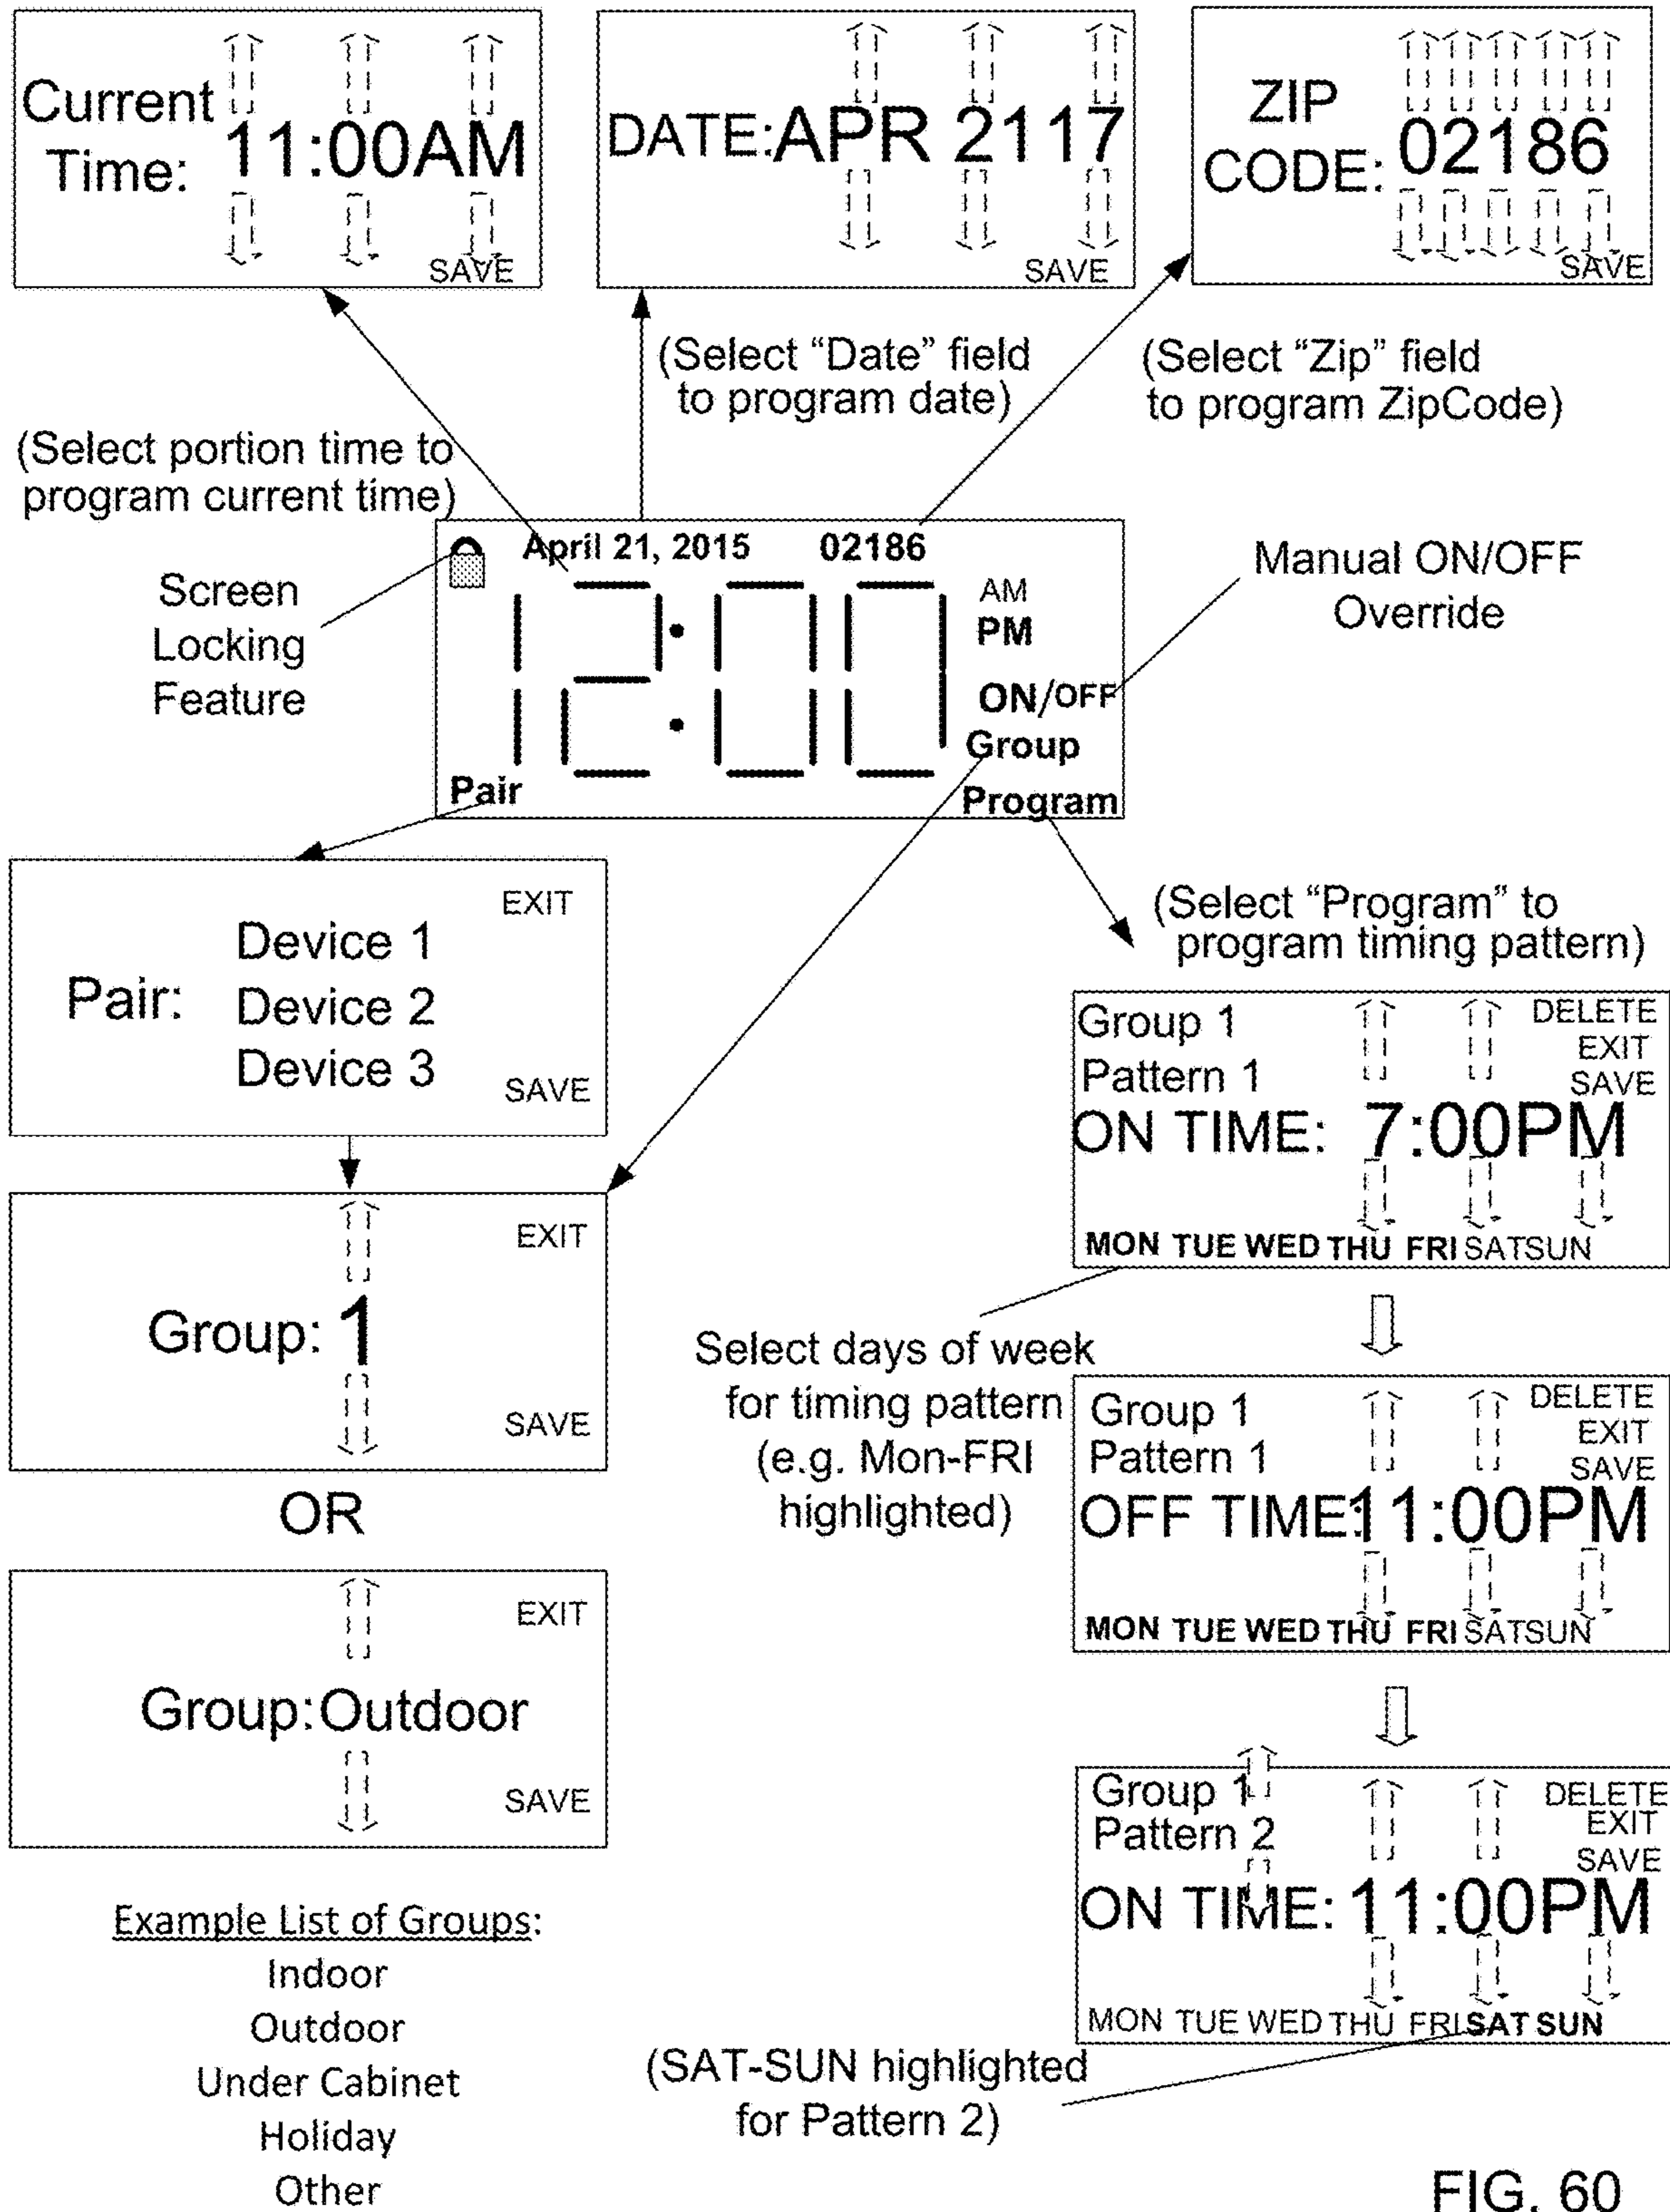 Current
Time: 11:00AM
SAVE
DATE:APR 2117
SAVE
ZIP
CODE: 02186
SAVE
(Select portion time to
program current time)
(Select “Date” field
to program date)
(Select “Zip” field
to program ZipCode)
Screen
Locking
Feature
April 21, 2015 02186
12:00
AM
PM
ON/OFF
Group
Pair
Program
Manual ON/OFF
Override
EXIT
Device 1
Pair: Device 2
Device 3
SAVE
EXIT
Group: 1
SAVE
OR
EXIT
Group:Outdoor
SAVE
Example List of Groups:
Indoor
Outdoor
Under Cabinet
Holiday
Other
(Select “Program” to
program timing pattern)
Group 1 DELETE
EXIT
Pattern 1 SAVE
ON TIME: 7:00PM
MON TUE WED THU FRI SATSUN
Select days of week
for timing pattern
(e.g. Mon-FRI
highlighted)
Group 1 DELETE
EXIT
Pattern 1 SAVE
OFF TIME:11:00PM
MON TUE WED THU FRI SATSUN
Group 1 DELETE
EXIT
Pattern 2 SAVE
ON TIME: 11:00PM
MON TUE WED THU FRI SAT SUN
(SAT-SUN highlighted
for Pattern 2)
FIG. 60